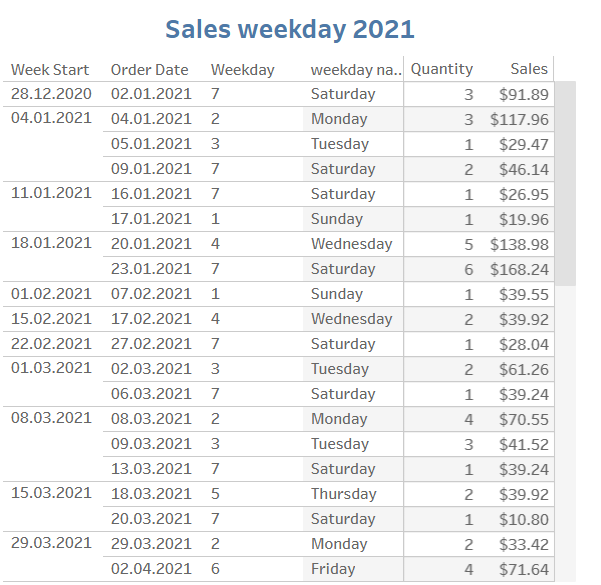 Sales weekday 2021
Week Start Order Date Weekday weekday na.. Quantity Sales
28.12.2020 02.01.2021 7 Saturday 3 $91.89
04.01.2021 04.01.2021 2 Monday 3 $117.96
05.01.2021 3 Tuesday 1 $29.47
09.01.2021 7 Saturday 2 $46.14
11.01.2021 16.01.2021 7 Saturday 1 $26.95
17.01.2021 1 Sunday 1 $19.96
18.01.2021 20.01.2021 4 Wednesday 5 $138.98
23.01.2021 7 Saturday 6 $168.24
01.02.2021 07.02.2021 1 Sunday 1 $39.55
15.02.2021 17.02.2021 4 Wednesday 2 $39.92
22.02.2021 27.02.2021 7 Saturday 1 $28.04
01.03.2021 02.03.2021 3 Tuesday 2 $61.26
06.03.2021 7 Saturday 1 $39.24
08.03.2021 08.03.2021 2 Monday 4 $70.55
09.03.2021 3 Tuesday 3 $41.52
13.03.2021 7 Saturday 1 $39.24
15.03.2021 18.03.2021 5 Thursday 2 $39.92
20.03.2021 7 Saturday 1 $10.80
29.03.2021 29.03.2021 2 Monday 2 $33.42
02.04.2021 6 Friday 4 $71.64